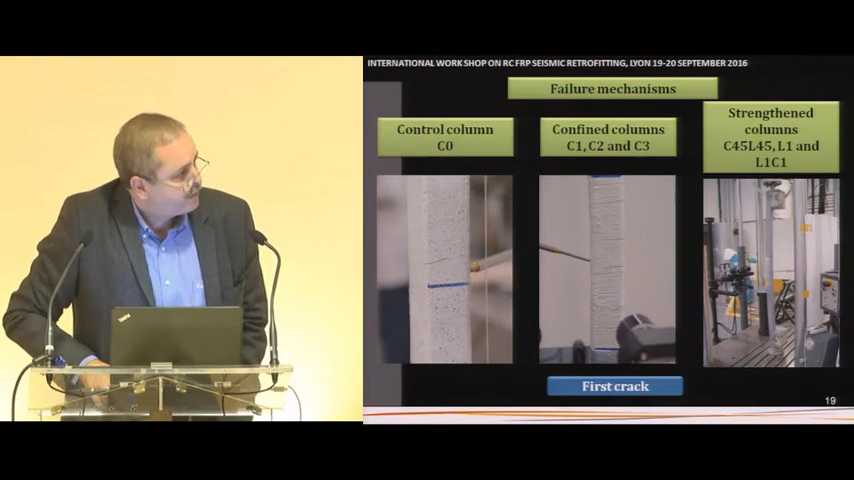 INTERNATIONAL WORK SHOP ON RC FRP SEISMIC RETROFITTING, LYON 19-20 SEPTEMBER 2016
Failure mechanisms
Control column
C0
Confined columns
C1, C2 and C3
Strengthened
columns
C45L45, L1 and
L1C1
First crack
19